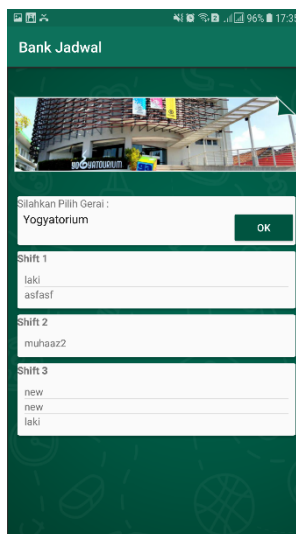 96% 17:35
Bank Jadwal
Silahkan Pilih Gerai :
Yogyatorium
OK
Shift 1
laki
asfasf
Shift 2
muhaaz2
Shift 3
new
new
laki